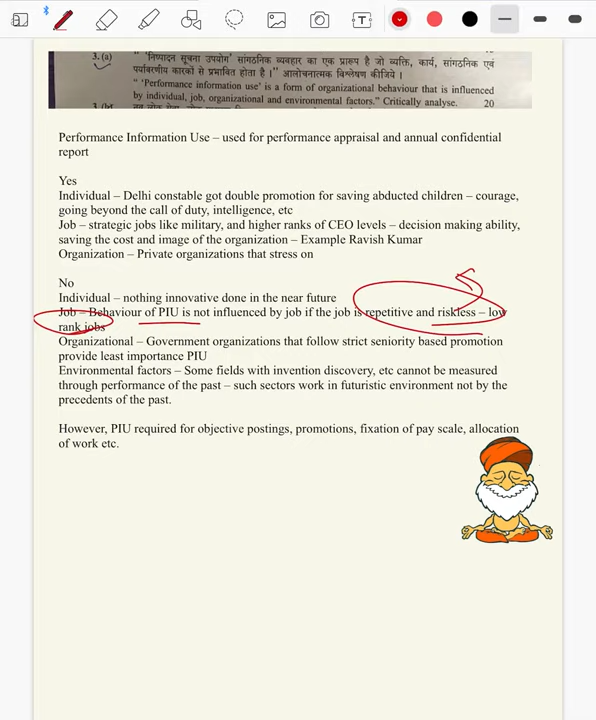 3. (a) "निष्पादन सूचना उपयोग" सांगठनिक व्यवहार का एक प्रारूप है जो व्यक्ति, कार्य, सांगठनिक एवं
पर्यावरणीय कारकों से प्रभावित होता है।" आलोचनात्मक विश्लेषण कीजिये।
" 'Performance information use' is a form of organizational behaviour that is influenced
by individual, job, organizational and environmental factors." Critically analyse. 20
Performance Information Use – used for performance appraisal and annual confidential
report
Yes
Individual – Delhi constable got double promotion for saving abducted children – courage,
going beyond the call of duty, intelligence, etc
Job – strategic jobs like military, and higher ranks of CEO levels – decision making ability,
saving the cost and image of the organization – Example Ravish Kumar
Organization – Private organizations that stress on
No
Individual – nothing innovative done in the near future
Job – Behaviour of PIU is not influenced by job if the job is repetitive and riskless – low
rank jobs
Organizational – Government organizations that follow strict seniority based promotion
provide least importance PIU
Environmental factors – Some fields with invention discovery, etc cannot be measured
through performance of the past – such sectors work in futuristic environment not by the
precedents of the past.
However, PIU required for objective postings, promotions, fixation of pay scale, allocation
of work etc.